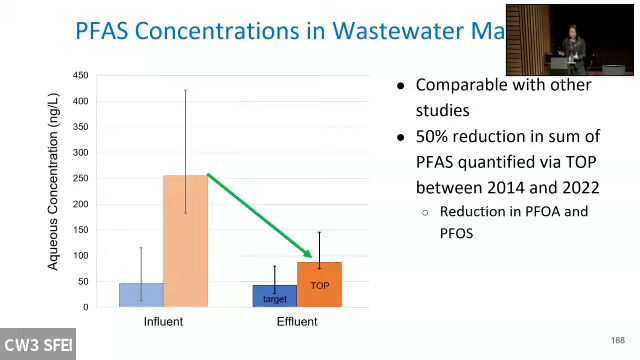 PFAS Concentrations in Wastewater Ma
450
400
350
300
250
200
150
100
50
0
Aqueous Concentration (ng/L)
target
TOP
Influent
Effluent
● Comparable with other
studies
● 50% reduction in sum of
PFAS quantified via TOP
between 2014 and 2022
○ Reduction in PFOA and
PFOS
CW3 SFEI
188